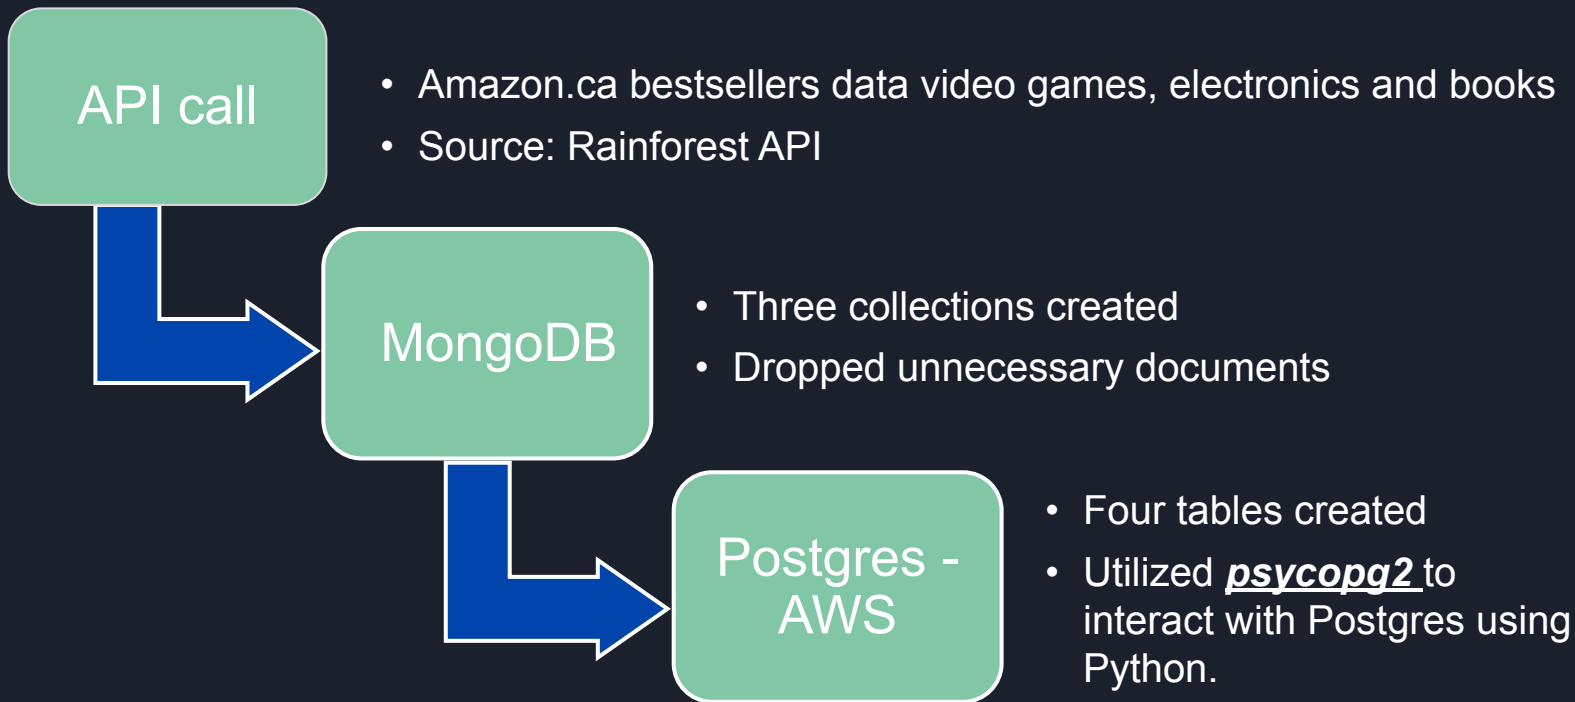 API call
• Amazon.ca bestsellers data video games, electronics and books
• Source: Rainforest API
MongoDB
• Three collections created
• Dropped unnecessary documents
Postgres -
AWS
• Four tables created
• Utilized psycopg2 to
interact with Postgres using
Python.